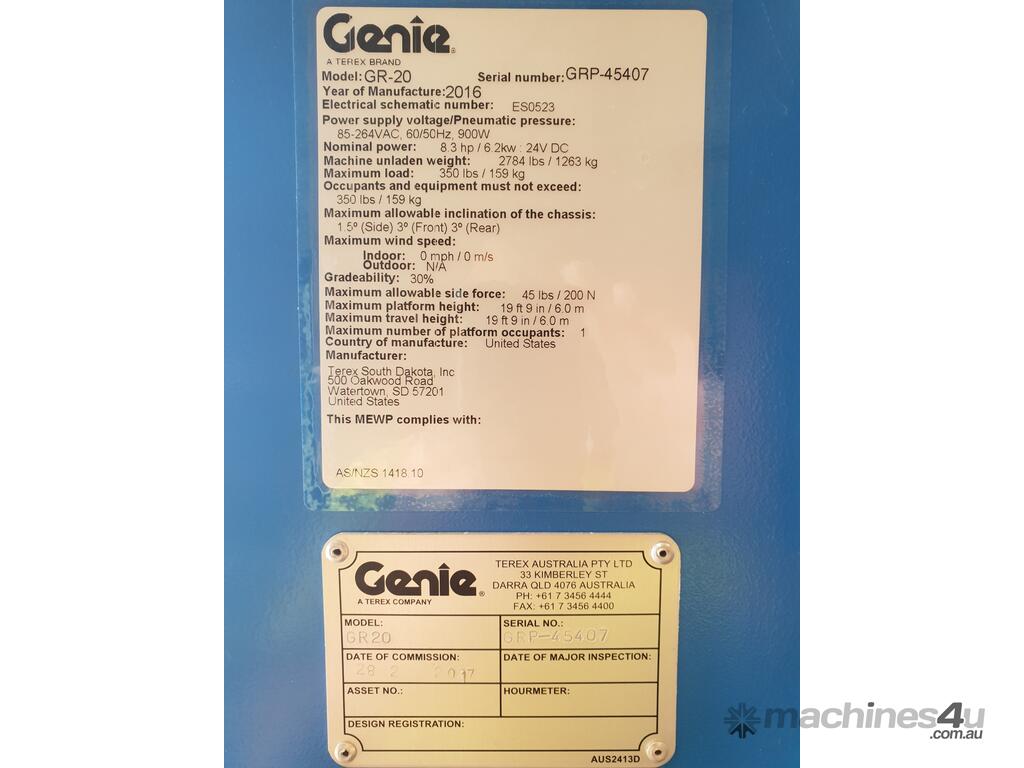 Genie®
A TEREX BRAND
Model: GR-20 Serial number: GRP-45407
Year of Manufacture: 2016
Electrical schematic number: ES0523
Power supply voltage/Pneumatic pressure:
85-264VAC, 60/50Hz, 900W
Nominal power: 8.3 hp / 6.2kw : 24V DC
Machine unladen weight: 2784 lbs / 1263 kg
Maximum load: 350 lbs / 159 kg
Occupants and equipment must not exceed:
350 lbs / 159 kg
Maximum allowable inclination of the chassis:
1.5° (Side) 3° (Front) 3° (Rear)
Maximum wind speed:
Indoor: 0 mph / 0 m/s
Outdoor: N/A
Gradeability: 30%
Maximum allowable side force: 45 lbs / 200 N
Maximum platform height: 19 ft 9 in / 6.0 m
Maximum travel height: 19 ft 9 in / 6.0 m
Maximum number of platform occupants: 1
Country of manufacture: United States
Manufacturer:
Terex South Dakota, Inc
500 Oakwood Road
Watertown, SD 57201
United States
This MEWP complies with:
AS/NZS 1418.10
Genie®
A TEREX COMPANY
TEREX AUSTRALIA PTY LTD
33 KIMBERLEY ST
DARRA QLD 4076 AUSTRALIA
PH: +61 7 3456 4444
FAX: +61 7 3456 4400
MODEL: SERIAL NO.:
GR20 GRP-45407
DATE OF COMMISSION: DATE OF MAJOR INSPECTION:
28 2 2017
ASSET NO.: HOURMETER:
DESIGN REGISTRATION:
AUS2413D
machines4u
.com.au